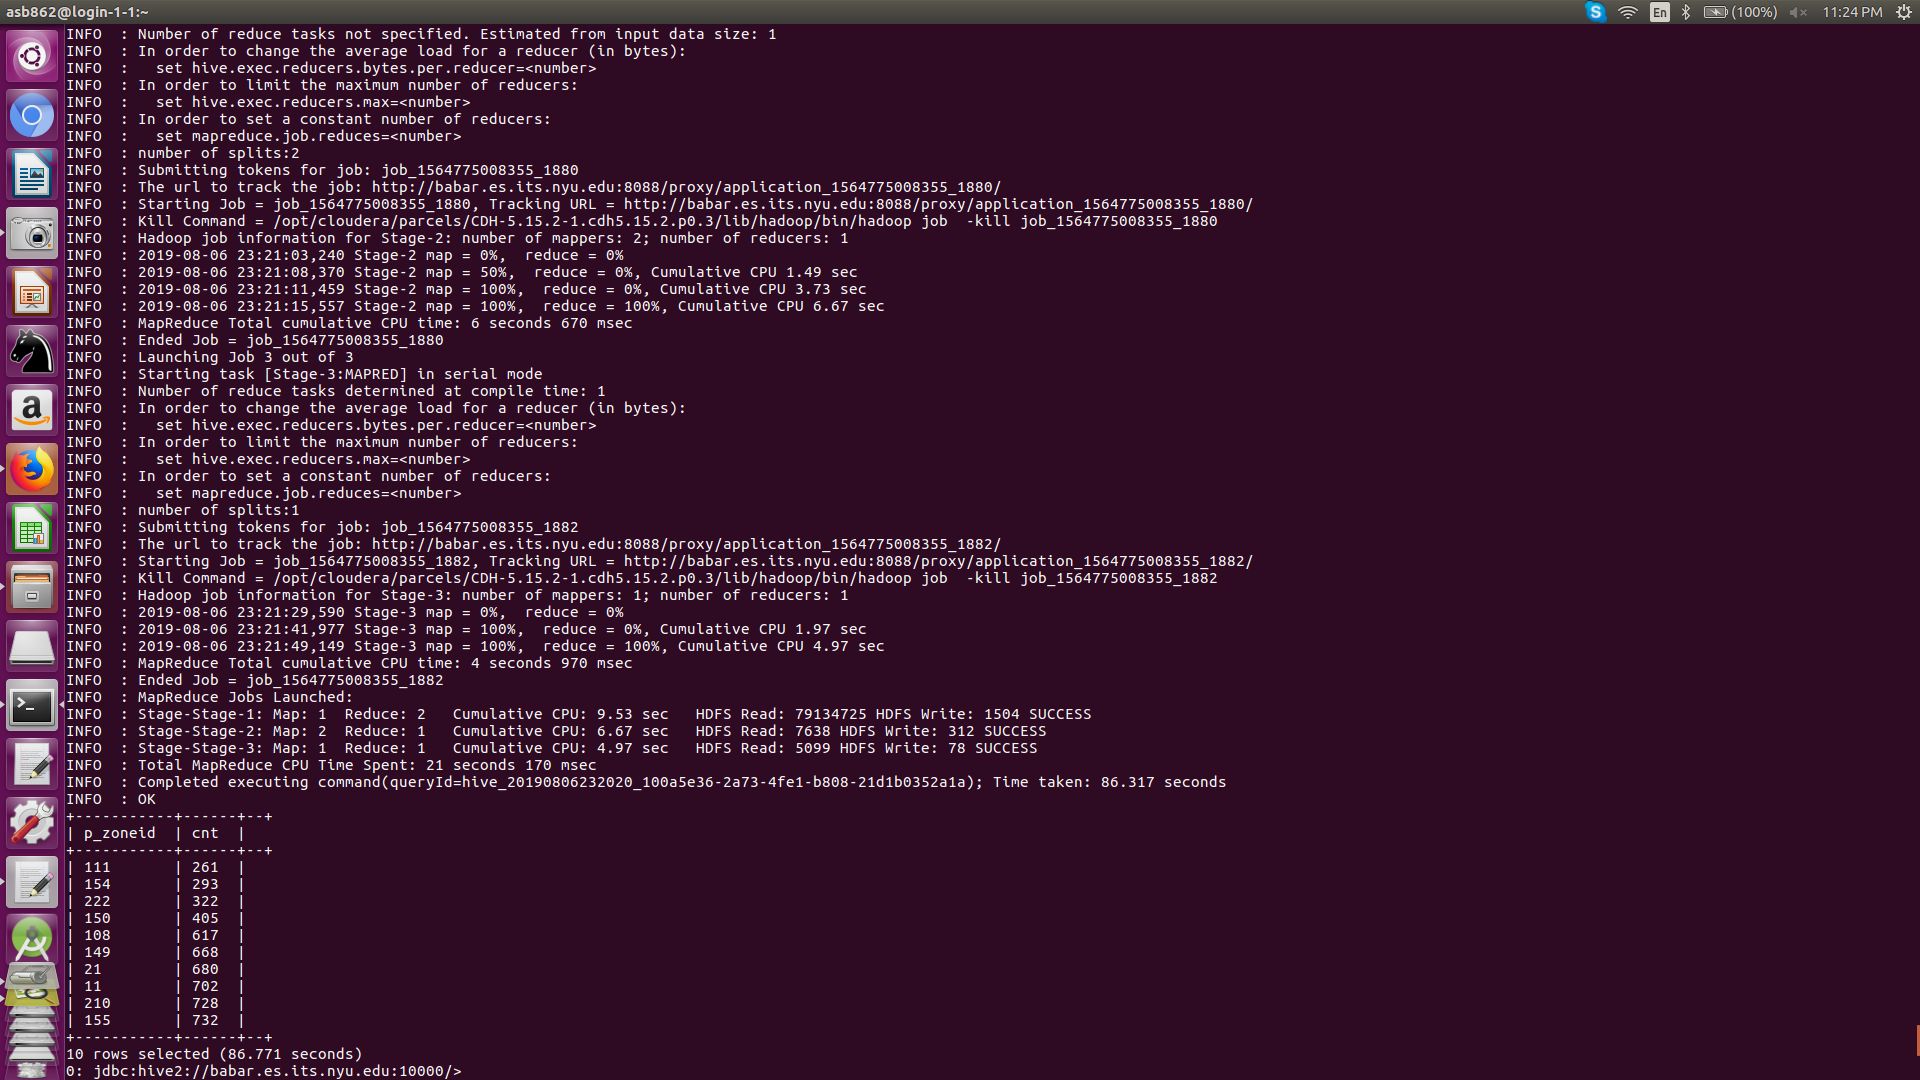 asb862@login-1-1:~
En (100%) 11:24 PM
INFO  : Number of reduce tasks not specified. Estimated from input data size: 1
INFO  : In order to change the average load for a reducer (in bytes):
INFO  :   set hive.exec.reducers.bytes.per.reducer=<number>
INFO  : In order to limit the maximum number of reducers:
INFO  :   set hive.exec.reducers.max=<number>
INFO  : In order to set a constant number of reducers:
INFO  :   set mapreduce.job.reduces=<number>
INFO  : number of splits:2
INFO  : Submitting tokens for job: job_1564775008355_1880
INFO  : The url to track the job: http://babar.es.its.nyu.edu:8088/proxy/application_1564775008355_1880/
INFO  : Starting Job = job_1564775008355_1880, Tracking URL = http://babar.es.its.nyu.edu:8088/proxy/application_1564775008355_1880/
INFO  : Kill Command = /opt/cloudera/parcels/CDH-5.15.2-1.cdh5.15.2.p0.3/lib/hadoop/bin/hadoop job  -kill job_1564775008355_1880
INFO  : Hadoop job information for Stage-2: number of mappers: 2; number of reducers: 1
INFO  : 2019-08-06 23:21:03,240 Stage-2 map = 0%,  reduce = 0%
INFO  : 2019-08-06 23:21:08,370 Stage-2 map = 50%,  reduce = 0%, Cumulative CPU 1.49 sec
INFO  : 2019-08-06 23:21:11,459 Stage-2 map = 100%,  reduce = 0%, Cumulative CPU 3.73 sec
INFO  : 2019-08-06 23:21:15,557 Stage-2 map = 100%,  reduce = 100%, Cumulative CPU 6.67 sec
INFO  : MapReduce Total cumulative CPU time: 6 seconds 670 msec
INFO  : Ended Job = job_1564775008355_1880
INFO  : Launching Job 3 out of 3
INFO  : Starting task [Stage-3:MAPRED] in serial mode
INFO  : Number of reduce tasks determined at compile time: 1
INFO  : In order to change the average load for a reducer (in bytes):
INFO  :   set hive.exec.reducers.bytes.per.reducer=<number>
INFO  : In order to limit the maximum number of reducers:
INFO  :   set hive.exec.reducers.max=<number>
INFO  : In order to set a constant number of reducers:
INFO  :   set mapreduce.job.reduces=<number>
INFO  : number of splits:1
INFO  : Submitting tokens for job: job_1564775008355_1882
INFO  : The url to track the job: http://babar.es.its.nyu.edu:8088/proxy/application_1564775008355_1882/
INFO  : Starting Job = job_1564775008355_1882, Tracking URL = http://babar.es.its.nyu.edu:8088/proxy/application_1564775008355_1882/
INFO  : Kill Command = /opt/cloudera/parcels/CDH-5.15.2-1.cdh5.15.2.p0.3/lib/hadoop/bin/hadoop job  -kill job_1564775008355_1882
INFO  : Hadoop job information for Stage-3: number of mappers: 1; number of reducers: 1
INFO  : 2019-08-06 23:21:29,590 Stage-3 map = 0%,  reduce = 0%
INFO  : 2019-08-06 23:21:41,977 Stage-3 map = 100%,  reduce = 0%, Cumulative CPU 1.97 sec
INFO  : 2019-08-06 23:21:49,149 Stage-3 map = 100%,  reduce = 100%, Cumulative CPU 4.97 sec
INFO  : MapReduce Total cumulative CPU time: 4 seconds 970 msec
INFO  : Ended Job = job_1564775008355_1882
INFO  : MapReduce Jobs Launched:
INFO  : Stage-Stage-1: Map: 1  Reduce: 2   Cumulative CPU: 9.53 sec   HDFS Read: 79134725 HDFS Write: 1504 SUCCESS
INFO  : Stage-Stage-2: Map: 2  Reduce: 1   Cumulative CPU: 6.67 sec   HDFS Read: 7638 HDFS Write: 312 SUCCESS
INFO  : Stage-Stage-3: Map: 1  Reduce: 1   Cumulative CPU: 4.97 sec   HDFS Read: 5099 HDFS Write: 78 SUCCESS
INFO  : Total MapReduce CPU Time Spent: 21 seconds 170 msec
INFO  : Completed executing command(queryId=hive_20190806232020_100a5e36-2a73-4fe1-b808-21d1b0352a1a); Time taken: 86.317 seconds
INFO  : OK
+-----------+------+--+
| p_zoneid  | cnt  |
+-----------+------+--+
| 111       | 261  |
| 154       | 293  |
| 222       | 322  |
| 150       | 405  |
| 108       | 617  |
| 149       | 668  |
| 21        | 680  |
| 11        | 702  |
| 210       | 728  |
| 155       | 732  |
+-----------+------+--+
10 rows selected (86.771 seconds)
0: jdbc:hive2://babar.es.its.nyu.edu:10000/>